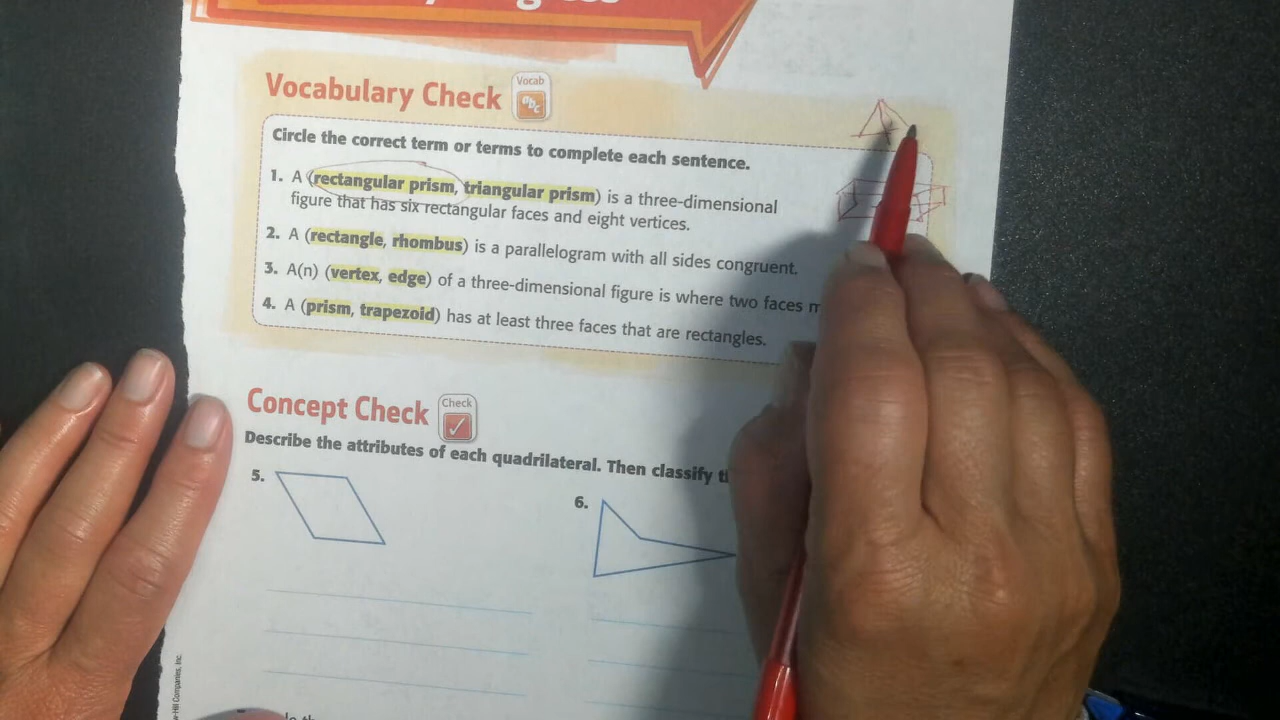 Vocabulary Check
Vocab
abc
Circle the correct term or terms to complete each sentence.
1. A (rectangular prism, triangular prism) is a three-dimensional
figure that has six rectangular faces and eight vertices.
2. A (rectangle, rhombus) is a parallelogram with all sides congruent.
3. A(n) (vertex, edge) of a three-dimensional figure is where two faces
4. A (prism, trapezoid) has at least three faces that are rectangles.
Concept Check
Check
Describe the attributes of each quadrilateral. Then classify
5.
6.